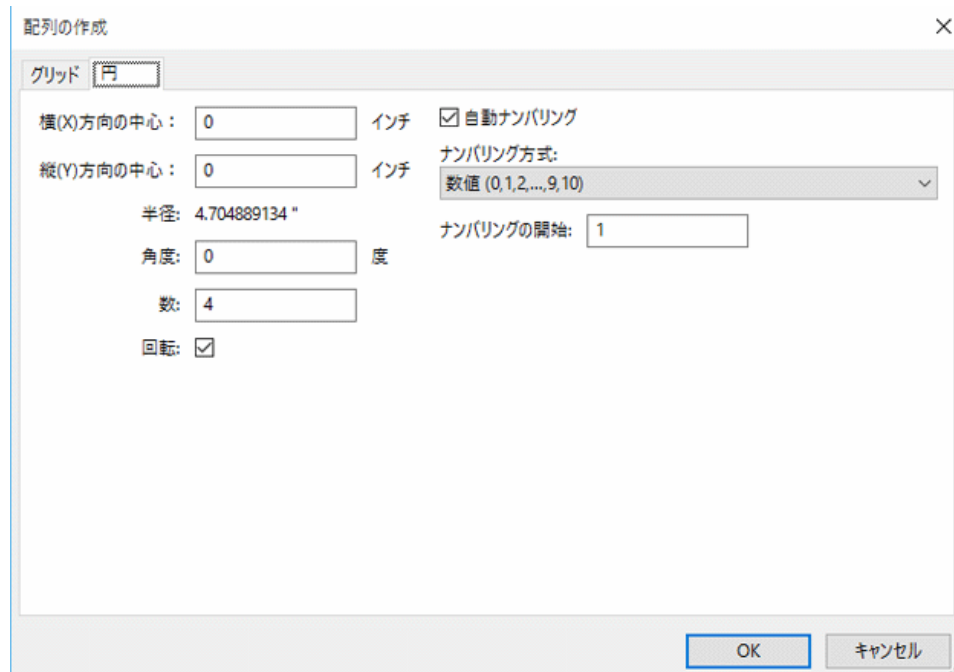 配列の作成
グリッド 円
横(X)方向の中心： 0 インチ
縦(Y)方向の中心： 0 インチ
半径: 4.704889134 "
角度: 0 度
数: 4
回転:
自動ナンバリング
ナンバリング方式:
数値 (0,1,2,...,9,10)
ナンバリングの開始: 1
OK キャンセル